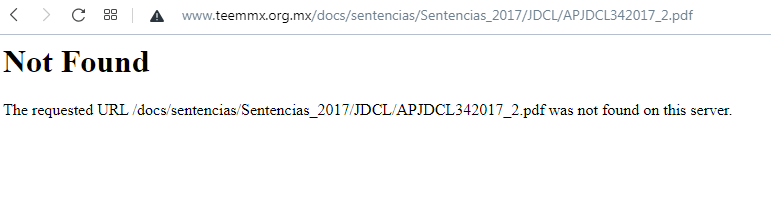 www.teemmx.org.mx/docs/sentencias/Sentencias_2017/JDCL/APJDCL342017_2.pdf
Not Found
The requested URL /docs/sentencias/Sentencias_2017/JDCL/APJDCL342017_2.pdf was not found on this server.